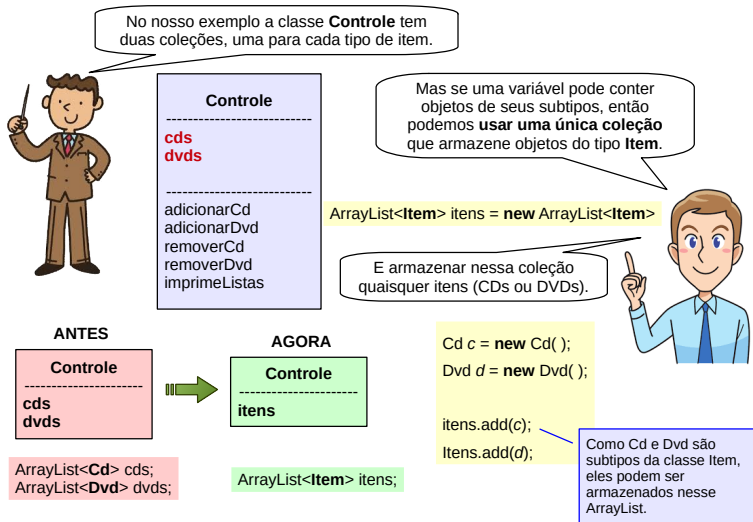 No nosso exemplo a classe Controle tem
duas coleções, uma para cada tipo de item.
Controle
----------------------------
cds
dvds
----------------------------
adicionarCd
adicionarDvd
removerCd
removerDvd
imprimeListas
Mas se uma variável pode conter
objetos de seus subtipos, então
podemos usar uma única coleção
que armazene objetos do tipo Item.
ArrayList<Item> itens = new ArrayList<Item>
E armazenar nessa coleção
quaisquer itens (CDs ou DVDs).
ANTES
Controle
-----------------------
cds
dvds
ArrayList<Cd> cds;
ArrayList<Dvd> dvds;
AGORA
Controle
-----------------------
itens
ArrayList<Item> itens;
Cd c = new Cd( );
Dvd d = new Dvd( );
itens.add(c);
Itens.add(d);
Como Cd e Dvd são
subtipos da classe Item,
eles podem ser
armazenados nesse
ArrayList.